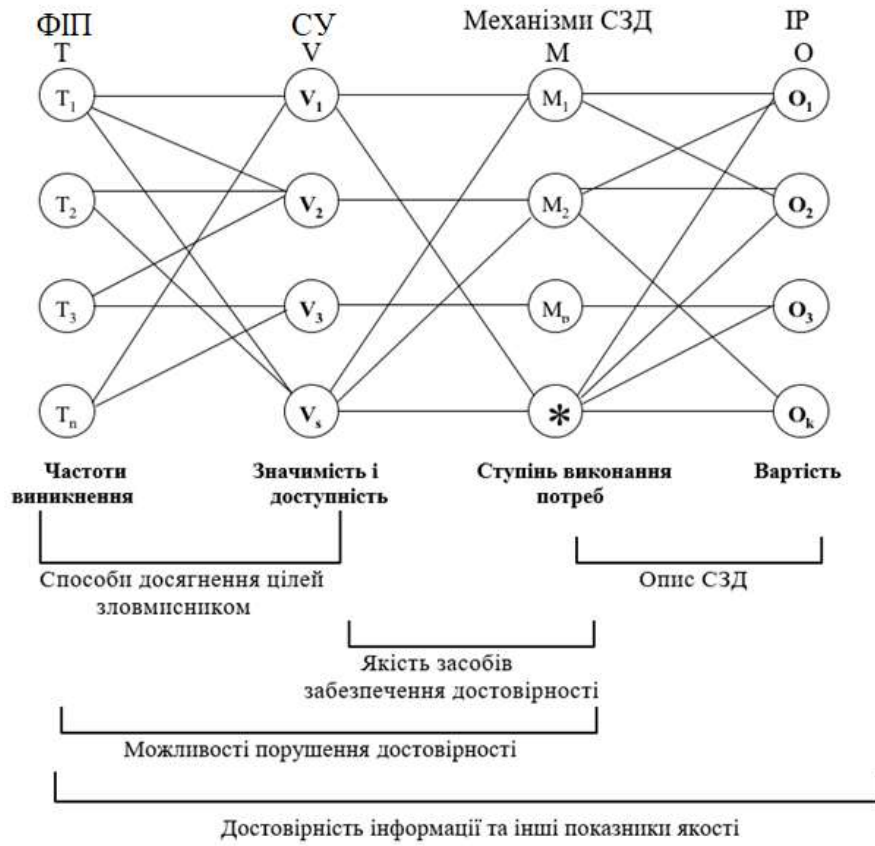 ФІП СУ Механізми СЗД ІР
T V M O
T1 V1 M1 O1
T2 V2 M2 O2
T3 V3 Mp O3
Tn Vs * Ok
Частоти виникнення
Значимість і доступність
Ступінь виконання потреб
Вартість
Способи досягнення цілей
зловмисником
Опис СЗД
Якість засобів
забезпечення достовірності
Можливості порушення достовірності
Достовірність інформації та інші показники якості